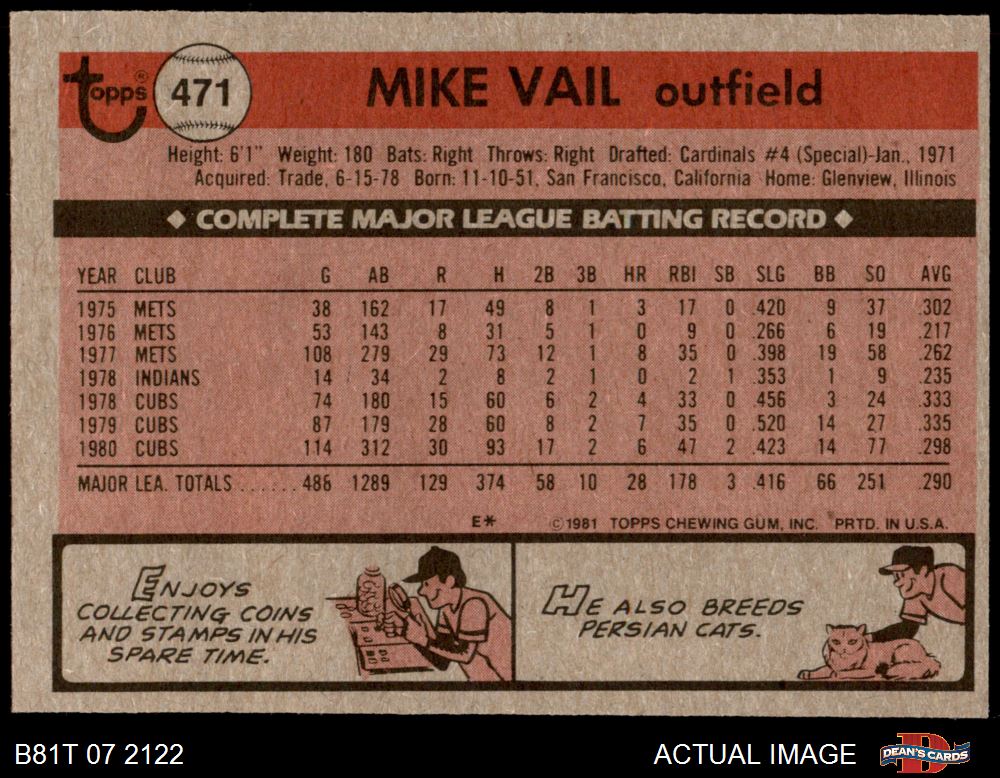 topps ® 471 MIKE VAIL outfield
Height: 6'1" Weight: 180 Bats: Right Throws: Right Drafted: Cardinals #4 (Special)-Jan., 1971
Acquired: Trade, 6-15-78 Born: 11-10-51, San Francisco, California Home: Glenview, Illinois
◆ COMPLETE MAJOR LEAGUE BATTING RECORD ◆
YEAR CLUB G AB R H 2B 3B HR RBI SB SLG BB SO AVG
1975 METS 38 162 17 49 8 1 3 17 0 .420 9 37 .302
1976 METS 53 143 8 31 5 1 0 9 0 .266 6 19 .217
1977 METS 108 279 29 73 12 1 8 35 0 .398 19 58 .262
1978 INDIANS 14 34 2 8 2 1 0 2 1 .353 1 9 .235
1978 CUBS 74 180 15 60 6 2 4 33 0 .456 3 24 .333
1979 CUBS 87 179 28 60 8 2 7 35 0 .520 14 27 .335
1980 CUBS 114 312 30 93 17 2 6 47 2 .423 14 77 .298
MAJOR LEA. TOTALS ...... 488 1289 129 374 58 10 28 178 3 .416 66 251 .290
E* © 1981 TOPPS CHEWING GUM, INC. PRTD. IN U.S.A.
ENJOYS
COLLECTING COINS
AND STAMPS IN HIS
SPARE TIME.
HE ALSO BREEDS
PERSIAN CATS.
B81T 07 2122 ACTUAL IMAGE D DEAN'S CARDS